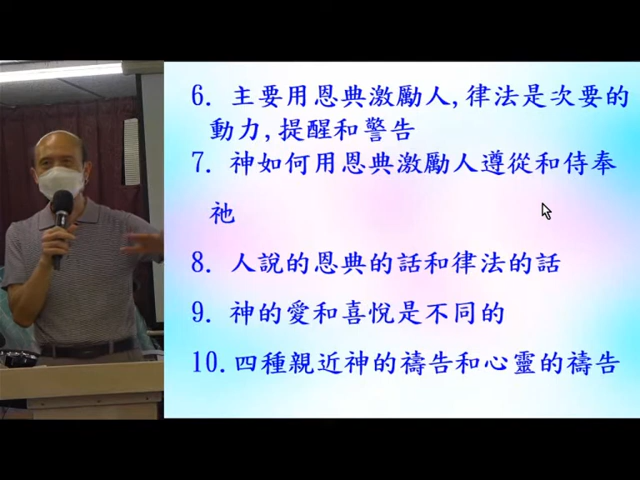 6. 主要用恩典激勵人,律法是次要的
動力,提醒和警告
7. 神如何用恩典激勵人遵從和侍奉
祂
8. 人說的恩典的話和律法的話
9. 神的愛和喜悅是不同的
10.四種親近神的禱告和心靈的禱告